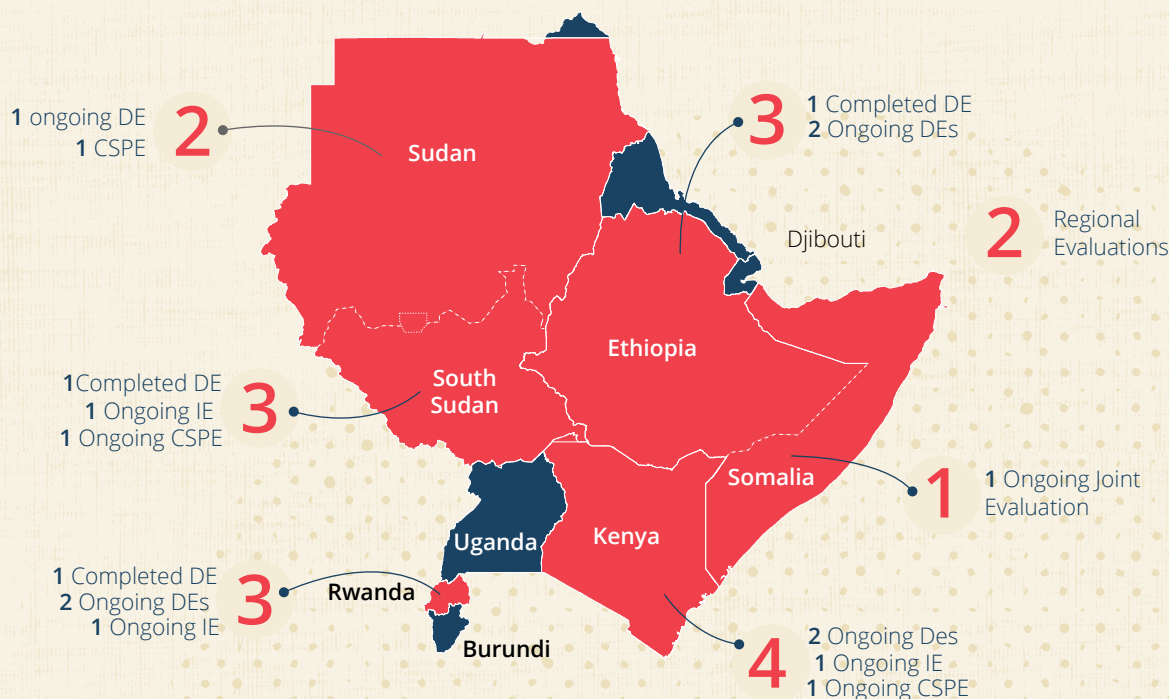 1 ongoing DE
1 CSPE
2
Sudan
3
1 Completed DE
2 Ongoing DEs
Djibouti
2
Regional
Evaluations
Ethiopia
1Completed DE
1 Ongoing IE
1 Ongoing CSPE
3
South
Sudan
Somalia
1
1 Ongoing Joint
Evaluation
Uganda
Kenya
1 Completed DE
2 Ongoing DEs
1 Ongoing IE
3
Rwanda
Burundi
4
2 Ongoing Des
1 Ongoing IE
1 Ongoing CSPE